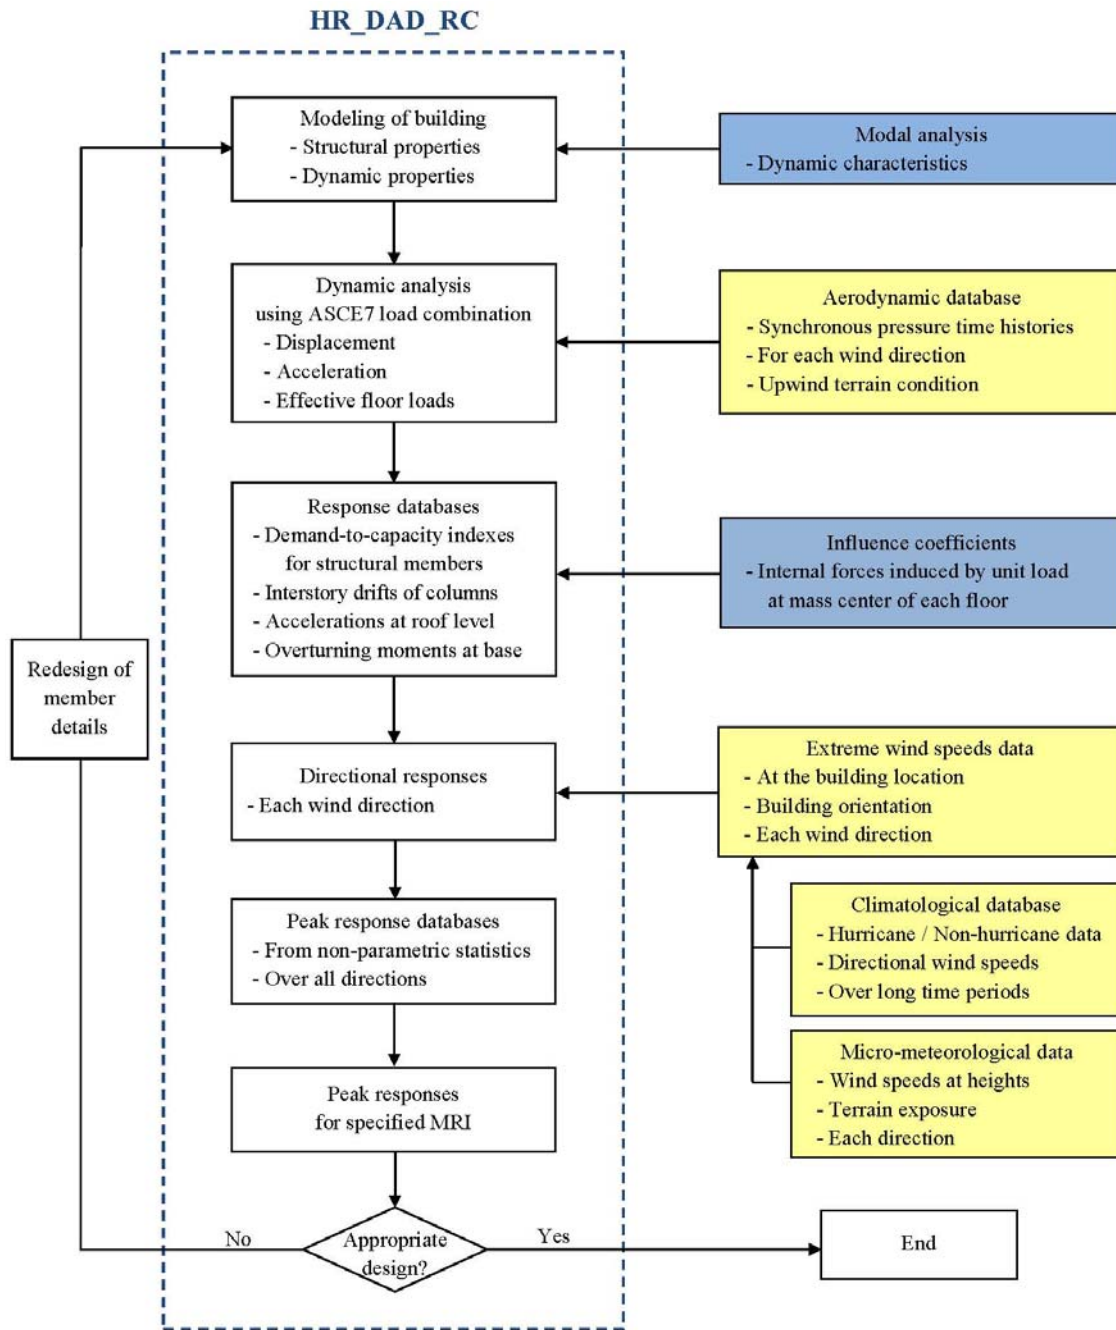 HR_DAD_RC
Modeling of building
- Structural properties
- Dynamic properties
Modal analysis
- Dynamic characteristics
Dynamic analysis
using ASCE7 load combination
- Displacement
- Acceleration
- Effective floor loads
Aerodynamic database
- Synchronous pressure time histories
- For each wind direction
- Upwind terrain condition
Response databases
- Demand-to-capacity indexes
for structural members
- Interstory drifts of columns
- Accelerations at roof level
- Overturning moments at base
Influence coefficients
- Internal forces induced by unit load
at mass center of each floor
Redesign of
member
details
Directional responses
- Each wind direction
Extreme wind speeds data
- At the building location
- Building orientation
- Each wind direction
Peak response databases
- From non-parametric statistics
- Over all directions
Climatological database
- Hurricane / Non-hurricane data
- Directional wind speeds
- Over long time periods
Micro-meteorological data
- Wind speeds at heights
- Terrain exposure
- Each direction
Peak responses
for specified MRI
No
Appropriate
design?
Yes
End